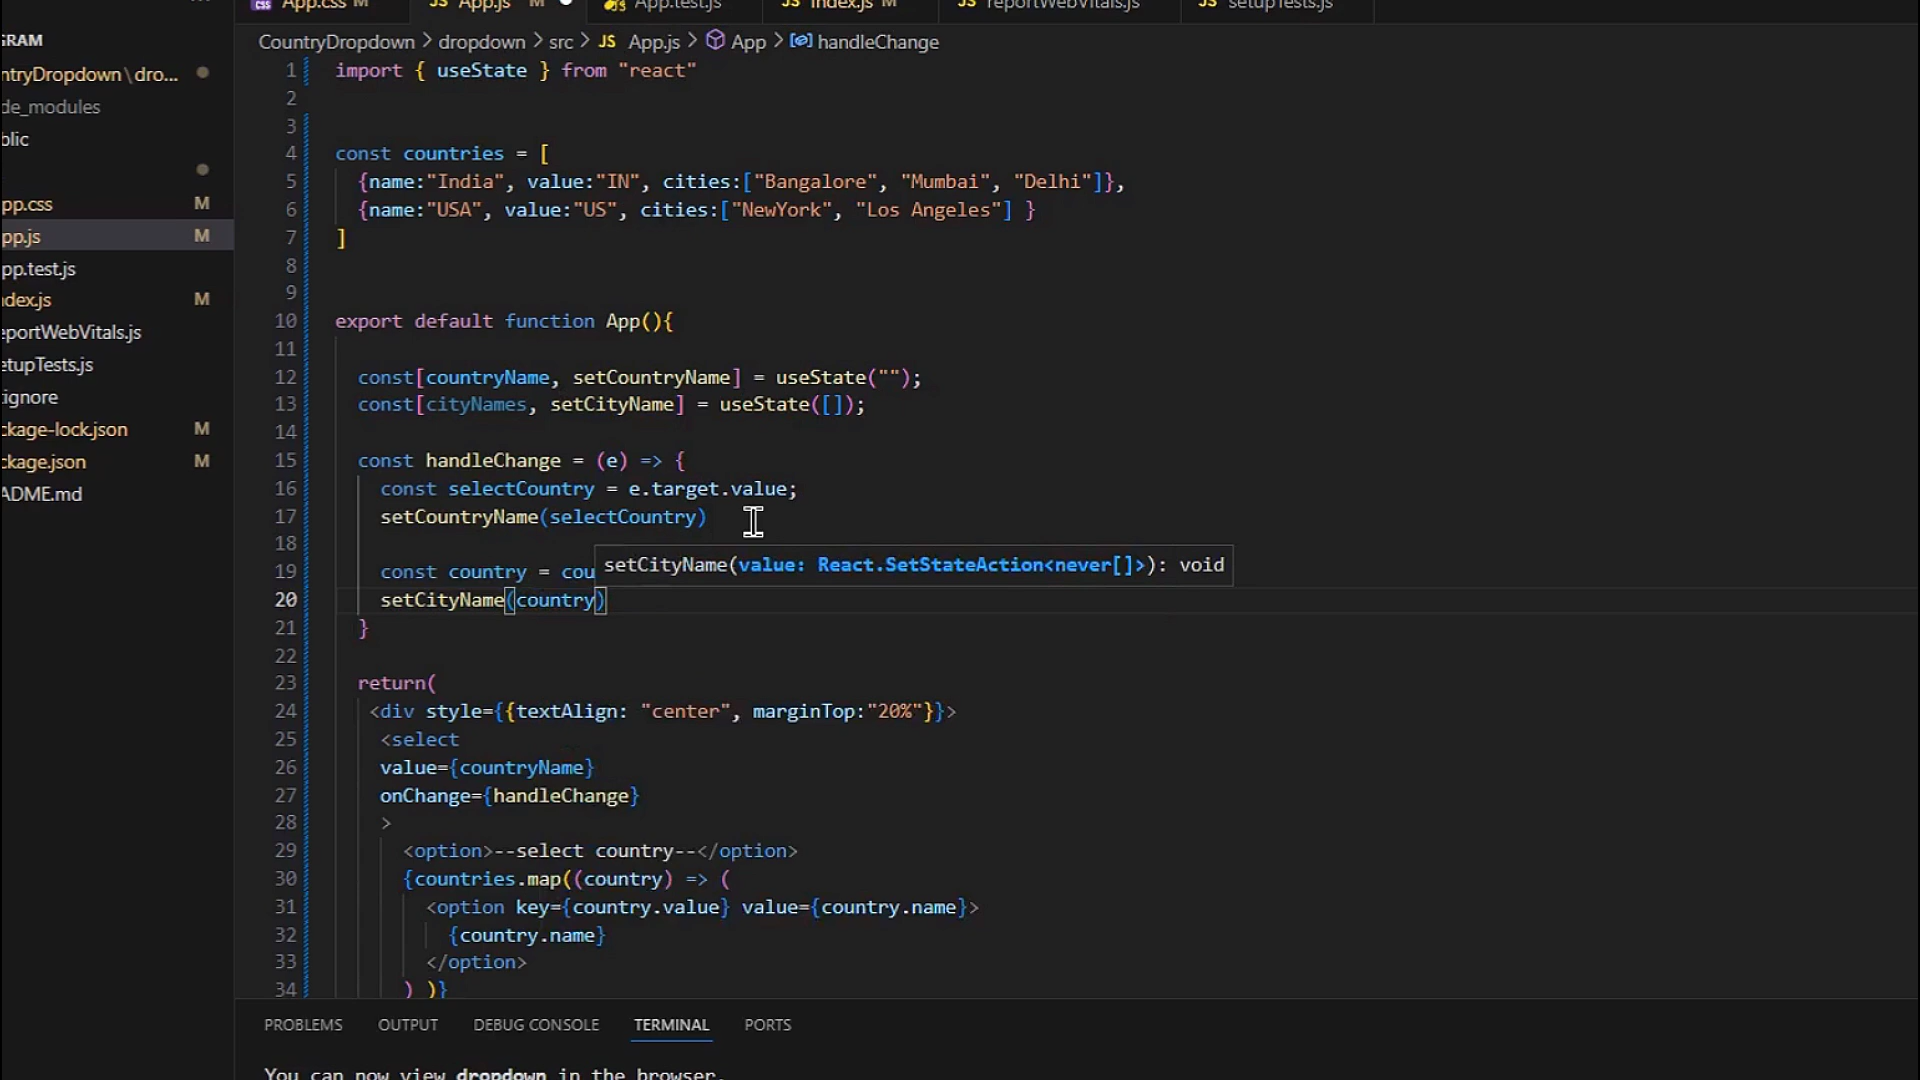 App.css M App.js M App.test.js index.js M reportWebVitals.js setupTests.js
RAM
CountryDropdown > dropdown > src > JS App.js > App > handleChange
ntryDropdown\dro...
de_modules
blic
pp.css M
pp.js M
pp.test.js
ndex.js M
eportWebVitals.js
etupTests.js
tignore
ckage-lock.json M
ckage.json M
ADME.md
1 import { useState } from "react"
2
3
4 const countries = [
5 {name:"India", value:"IN", cities:["Bangalore", "Mumbai", "Delhi"]},
6 {name:"USA", value:"US", cities:["NewYork", "Los Angeles"] }
7 ]
8
9
10 export default function App(){
11
12 const[countryName, setCountryName] = useState("");
13 const[cityNames, setCityName] = useState([]);
14
15 const handleChange = (e) => {
16 const selectCountry = e.target.value;
17 setCountryName(selectCountry)
18
setCityName(value: React.SetStateAction<never[]>): void
19 const country = cou
20 setCityName(country)
21 }
22
23 return(
24 <div style={{textAlign: "center", marginTop:"20%"}}>
25 <select
26 value={countryName}
27 onChange={handleChange}
28 >
29 <option>--select country--</option>
30 {countries.map((country) => (
31 <option key={country.value} value={country.name}>
32 {country.name}
33 </option>
34 ) )}
PROBLEMS OUTPUT DEBUG CONSOLE TERMINAL PORTS
You can now view dropdown in the browser.